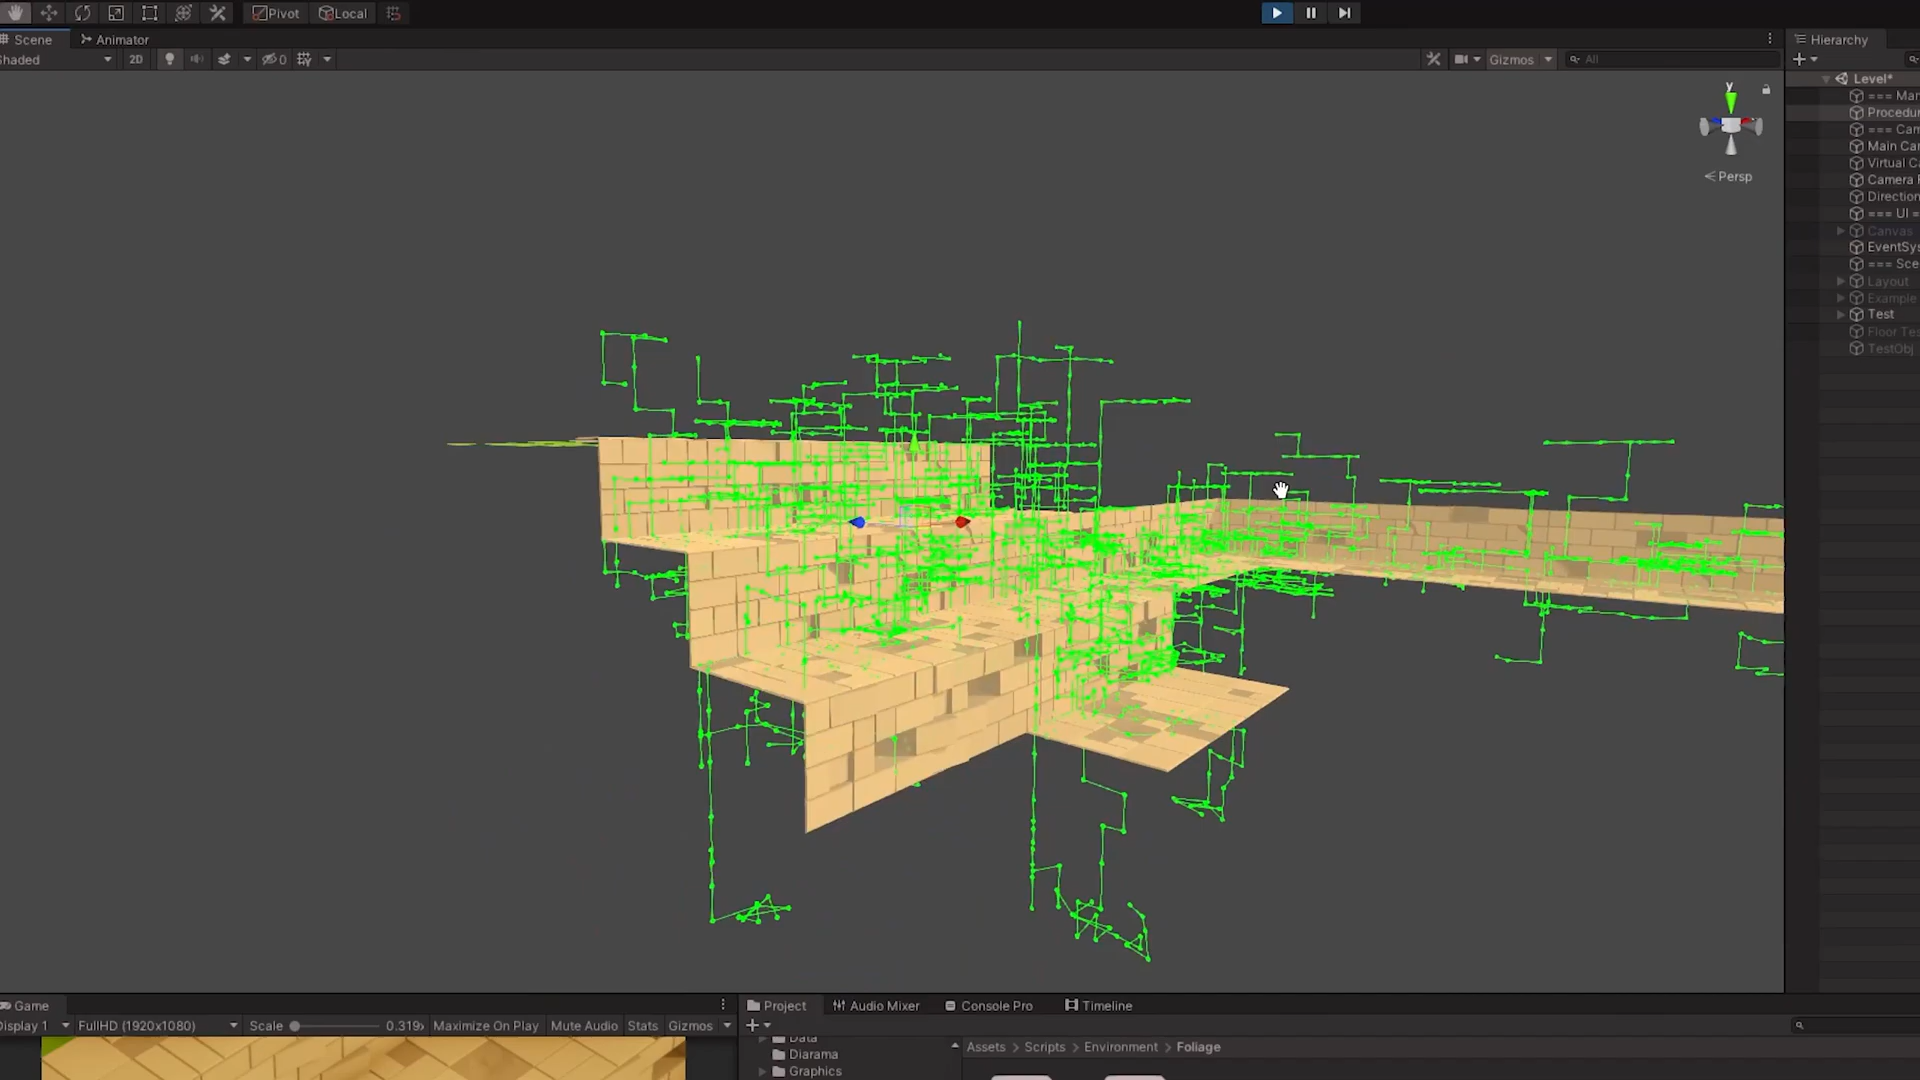 Pivot Local
Scene Animator
Shaded 2D 0 Gizmos All
y
Persp
Hierarchy
Level*
=== Mar
Procedur
=== Cam
Main Car
Virtual C
Camera
Direction
=== UI =
Canvas
EventSys
=== Sce
Layout
Example
Test
Floor Tes
TestObj
Game
Display 1 FullHD (1920x1080) Scale 0.319x Maximize On Play Mute Audio Stats Gizmos
Project Audio Mixer Console Pro Timeline
Data
Diarama
Graphics
Assets > Scripts > Environment > Foliage